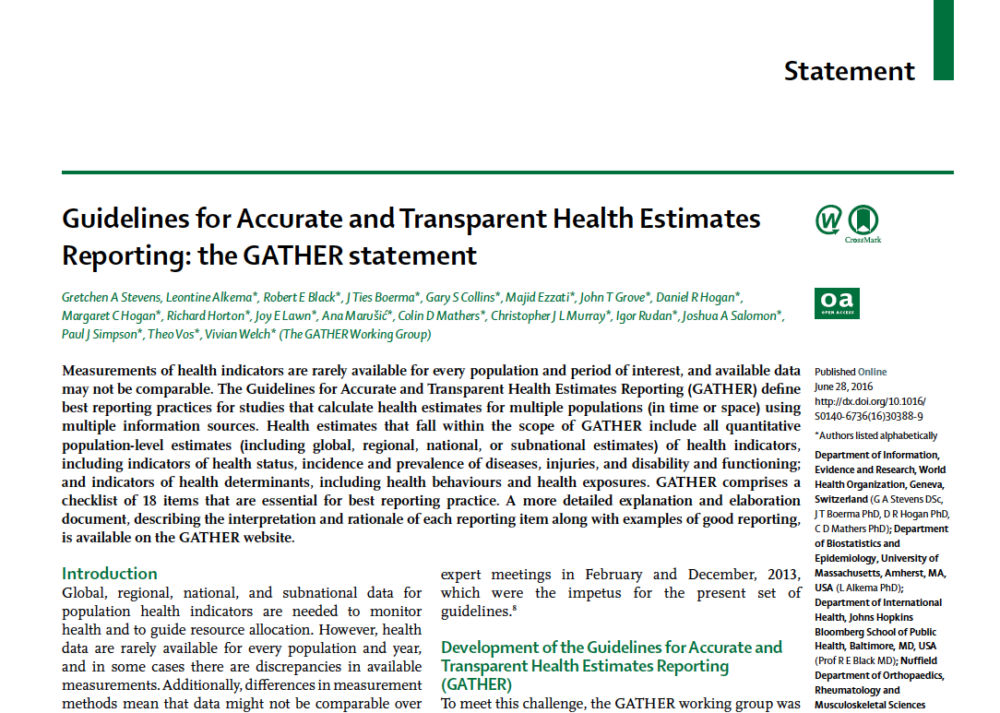 Statement
Guidelines for Accurate and Transparent Health Estimates
Reporting: the GATHER statement
Gretchen A Stevens, Leontine Alkema*, Robert E Black*, J Ties Boerma*, Gary S Collins*, Majid Ezzati*, John T Grove*, Daniel R Hogan*,
Margaret C Hogan*, Richard Horton*, Joy E Lawn*, Ana Marušić*, Colin D Mathers*, Christopher J L Murray*, Igor Rudan*, Joshua A Salomon*,
Paul J Simpson*, Theo Vos*, Vivian Welch* (The GATHER Working Group)
Measurements of health indicators are rarely available for every population and period of interest, and available data
may not be comparable. The Guidelines for Accurate and Transparent Health Estimates Reporting (GATHER) define
best reporting practices for studies that calculate health estimates for multiple populations (in time or space) using
multiple information sources. Health estimates that fall within the scope of GATHER include all quantitative
population-level estimates (including global, regional, national, or subnational estimates) of health indicators,
including indicators of health status, incidence and prevalence of diseases, injuries, and disability and functioning;
and indicators of health determinants, including health behaviours and health exposures. GATHER comprises a
checklist of 18 items that are essential for best reporting practice. A more detailed explanation and elaboration
document, describing the interpretation and rationale of each reporting item along with examples of good reporting,
is available on the GATHER website.
Introduction
Global, regional, national, and subnational data for
population health indicators are needed to monitor
health and to guide resource allocation. However, health
data are rarely available for every population and year,
and in some cases there are discrepancies in available
measurements. Additionally, differences in measurement
methods mean that data might not be comparable over
expert meetings in February and December, 2013,
which were the impetus for the present set of
guidelines.8
Development of the Guidelines for Accurate and
Transparent Health Estimates Reporting
(GATHER)
To meet this challenge, the GATHER working group was
W
CrossMark
oa
OPEN ACCESS
Published Online
June 28, 2016
http://dx.doi.org/10.1016/
S0140-6736(16)30388-9
*Authors listed alphabetically
Department of Information,
Evidence and Research, World
Health Organization, Geneva,
Switzerland (G A Stevens DSc,
J T Boerma PhD, D R Hogan PhD,
C D Mathers PhD); Department
of Biostatistics and
Epidemiology, University of
Massachusetts, Amherst, MA,
USA (L Alkema PhD);
Department of International
Health, Johns Hopkins
Bloomberg School of Public
Health, Baltimore, MD, USA
(Prof R E Black MD); Nuffield
Department of Orthopaedics,
Rheumatology and
Musculoskeletal Sciences